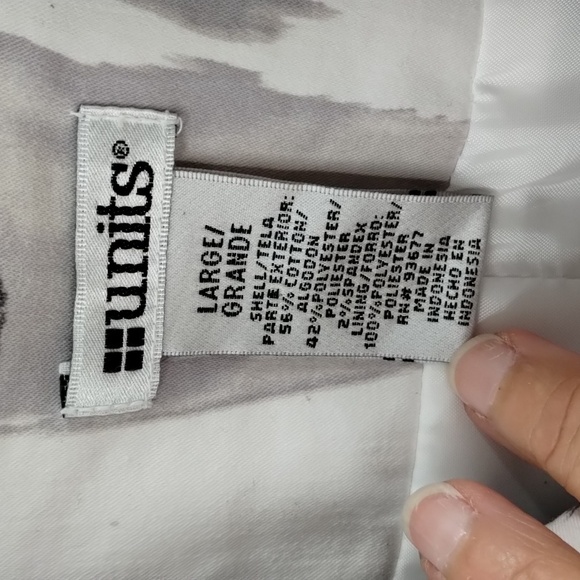 units®
LARGE/
GRANDE
SHELL/TELA
PARTE EXTERIOR:
56% COTTON/
ALGODON
42% POLYESTER/
POLIESTER
2% SPANDEX
LINING/FORRO:
100% POLYESTER/
POLIESTER
RN# 93677
MADE IN
INDONESIA
HECHO EN
INDONESIA